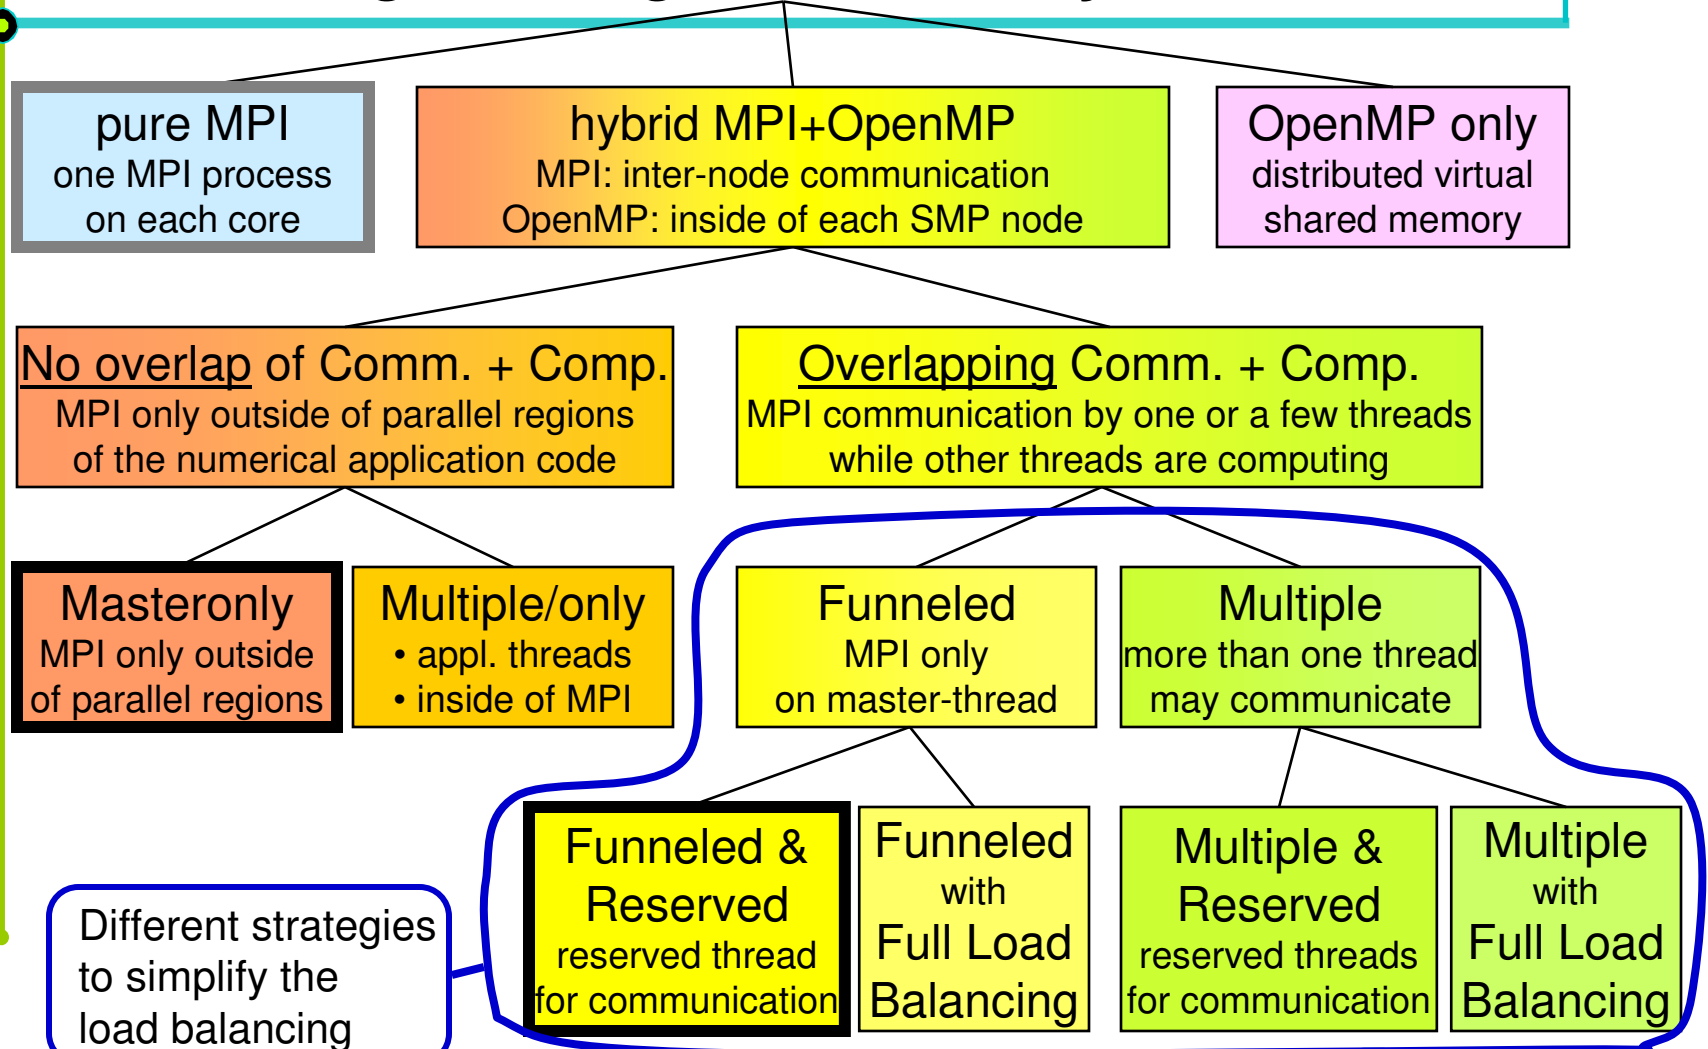 pure MPI
one MPI process
on each core
hybrid MPI+OpenMP
MPI: inter-node communication
OpenMP: inside of each SMP node
OpenMP only
distributed virtual
shared memory
No overlap of Comm. + Comp.
MPI only outside of parallel regions
of the numerical application code
Overlapping Comm. + Comp.
MPI communication by one or a few threads
while other threads are computing
Masteronly
MPI only outside
of parallel regions
Multiple/only
• appl. threads
• inside of MPI
Funneled
MPI only
on master-thread
Multiple
more than one thread
may communicate
Funneled &
Reserved
reserved thread
for communication
Funneled
with
Full Load
Balancing
Multiple &
Reserved
reserved threads
for communication
Multiple
with
Full Load
Balancing
Different strategies
to simplify the
load balancing